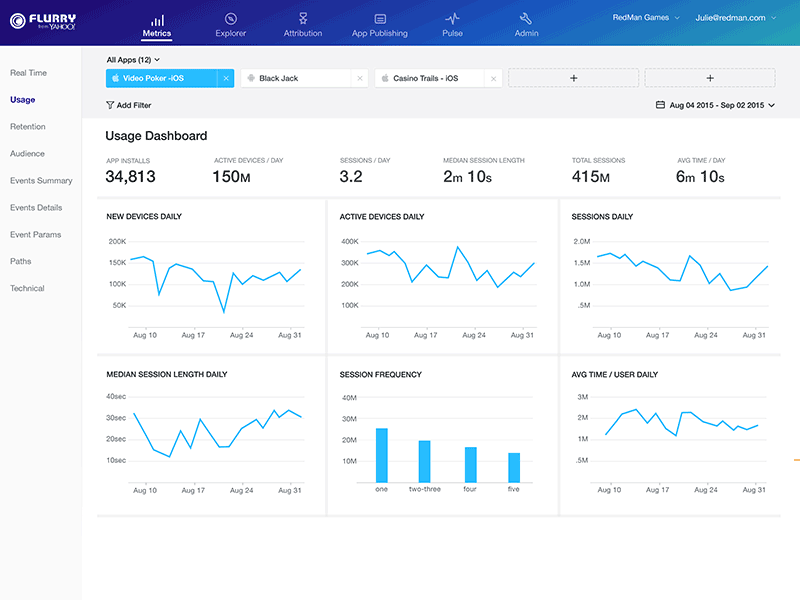 FLURRY
from YAHOO!
Metrics
Explorer
Attribution
App Publishing
Pulse
Admin
RedMan Games
Julie@redman.com
Real Time
Usage
Retention
Audience
Events Summary
Events Details
Event Params
Paths
Technical
All Apps (12)
Video Poker -iOS
Black Jack
Casino Trails - iOS
Add Filter
Aug 04 2015 - Sep 02 2015
Usage Dashboard
APP INSTALLS
34,813
ACTIVE DEVICES / DAY
150M
SESSIONS / DAY
3.2
MEDIAN SESSION LENGTH
2m 10s
TOTAL SESSIONS
415M
AVG TIME / DAY
6m 10s
NEW DEVICES DAILY
200K
150K
100K
50K
Aug 10 Aug 17 Aug 24 Aug 31
ACTIVE DEVICES DAILY
400K
300K
200K
100K
Aug 10 Aug 17 Aug 24 Aug 31
SESSIONS DAILY
2.0M
1.5M
1.0M
.5M
Aug 10 Aug 17 Aug 24 Aug 31
MEDIAN SESSION LENGTH DAILY
40sec
30sec
20sec
10sec
Aug 10 Aug 17 Aug 24 Aug 31
SESSION FREQUENCY
40M
30M
20M
10M
one two-three four five
AVG TIME / USER DAILY
3M
2M
1M
.5M
Aug 10 Aug 17 Aug 24 Aug 31